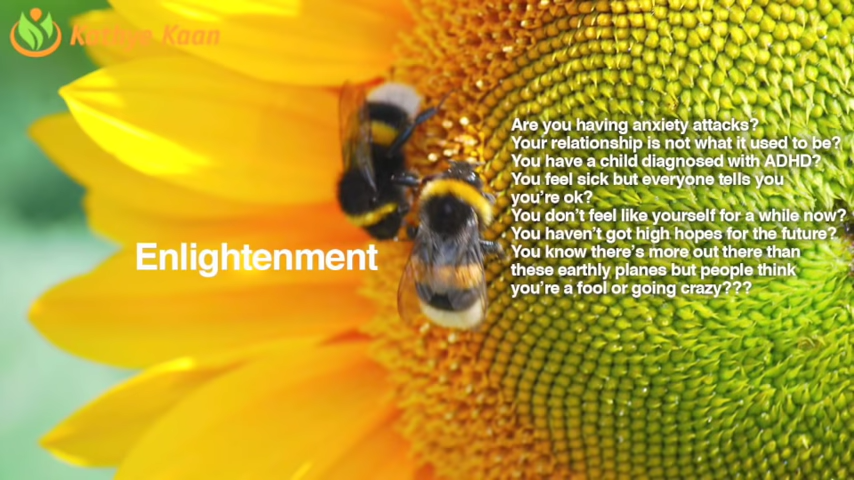 Kathye Kaan
Enlightenment
Are you having anxiety attacks?
Your relationship is not what it used to be?
You have a child diagnosed with ADHD?
You feel sick but everyone tells you
you're ok?
You don't feel like yourself for a while now?
You haven't got high hopes for the future?
You know there's more out there than
these earthly planes but people think
you're a fool or going crazy???